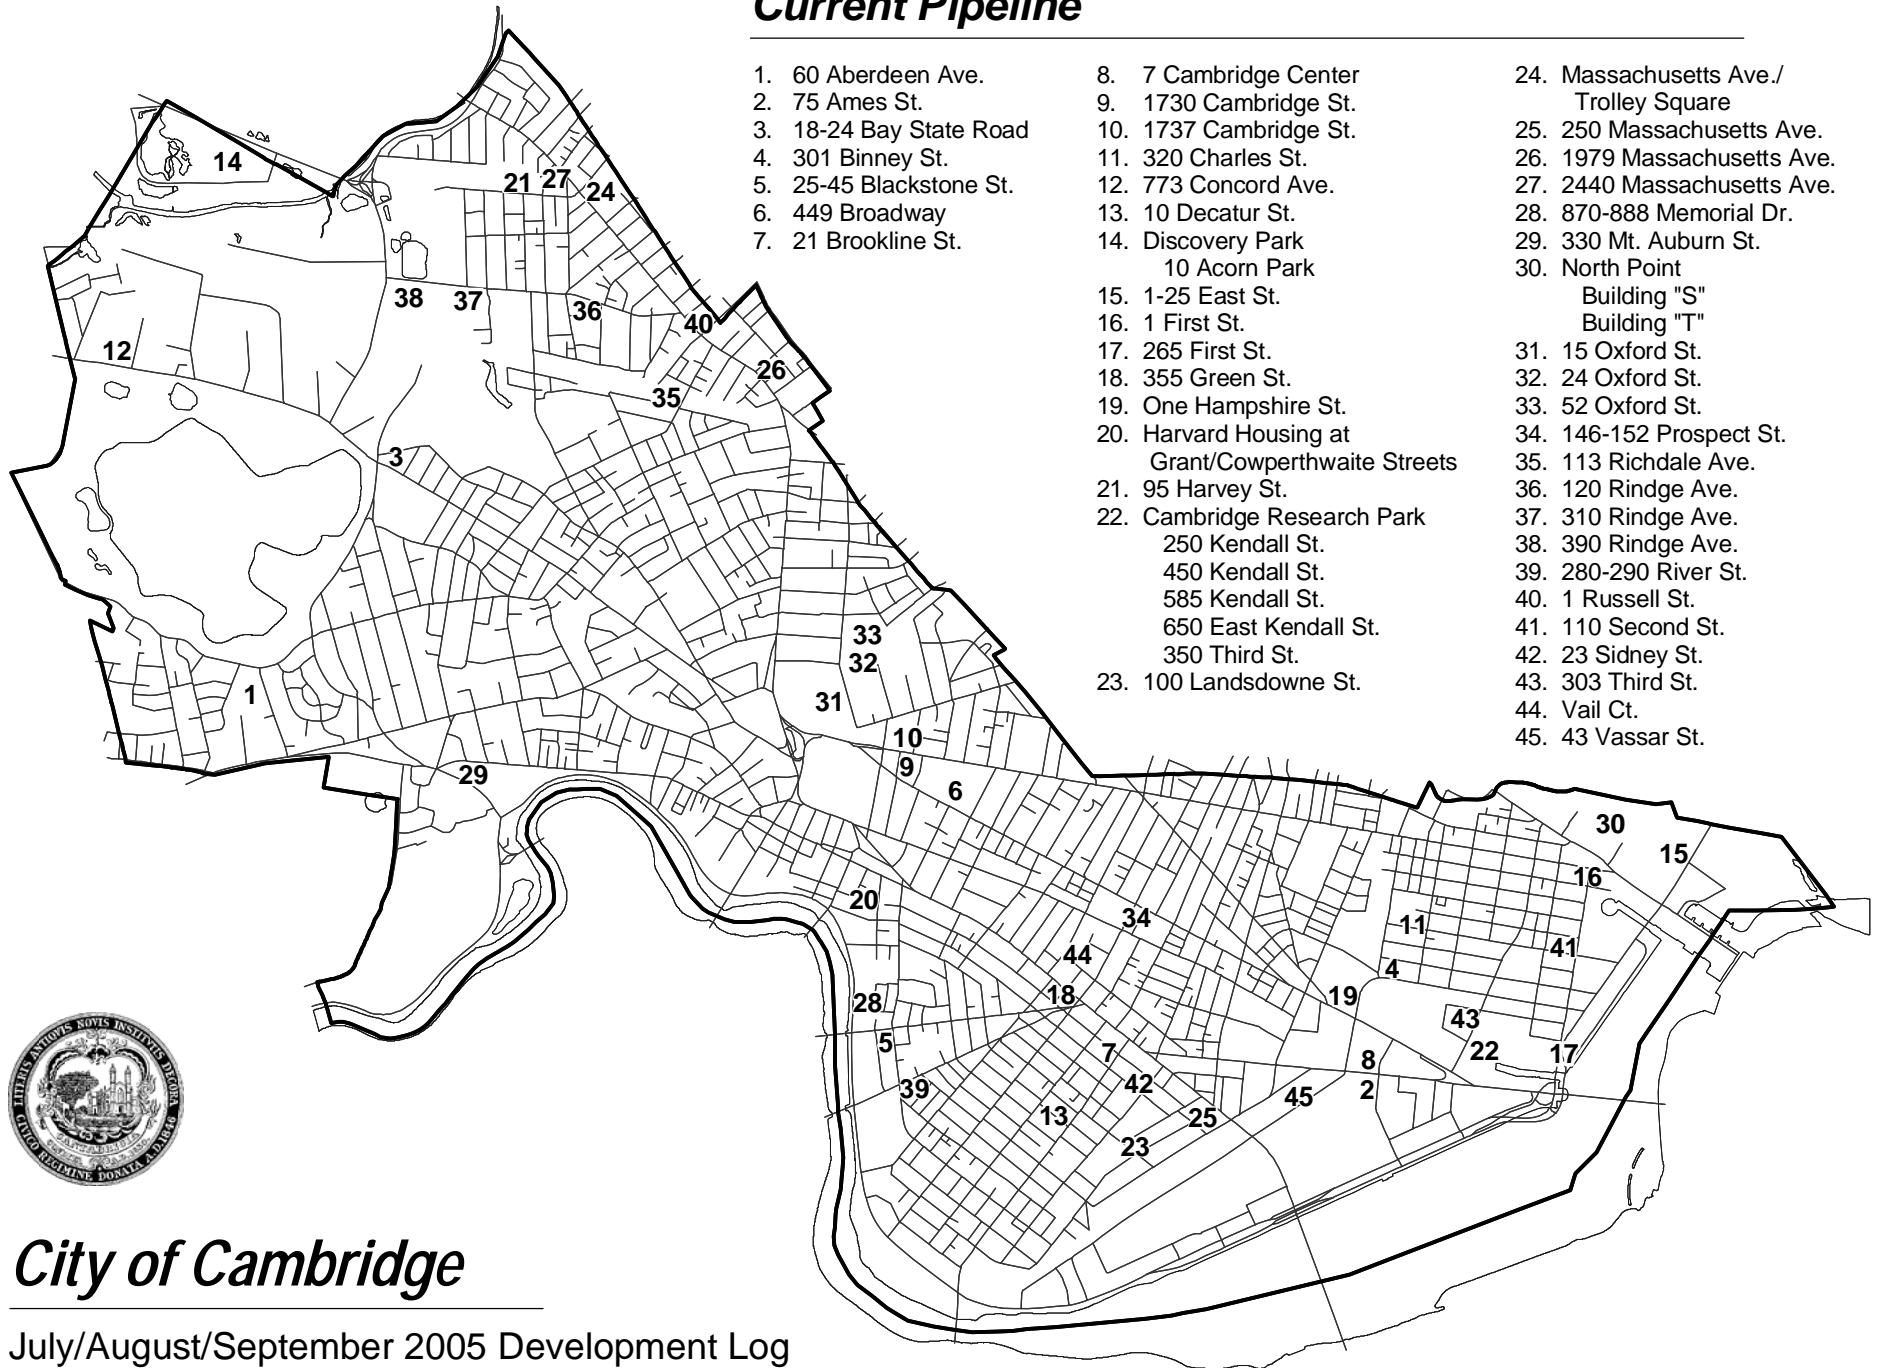 Current Pipeline
1. 60 Aberdeen Ave.
2. 75 Ames St.
3. 18-24 Bay State Road
4. 301 Binney St.
5. 25-45 Blackstone St.
6. 449 Broadway
7. 21 Brookline St.
8. 7 Cambridge Center
9. 1730 Cambridge St.
10. 1737 Cambridge St.
11. 320 Charles St.
12. 773 Concord Ave.
13. 10 Decatur St.
14. Discovery Park
10 Acorn Park
15. 1-25 East St.
16. 1 First St.
17. 265 First St.
18. 355 Green St.
19. One Hampshire St.
20. Harvard Housing at
Grant/Cowperthwaite Streets
21. 95 Harvey St.
22. Cambridge Research Park
250 Kendall St.
450 Kendall St.
585 Kendall St.
650 East Kendall St.
350 Third St.
23. 100 Landsdowne St.
24. Massachusetts Ave./
Trolley Square
25. 250 Massachusetts Ave.
26. 1979 Massachusetts Ave.
27. 2440 Massachusetts Ave.
28. 870-888 Memorial Dr.
29. 330 Mt. Auburn St.
30. North Point
Building "S"
Building "T"
31. 15 Oxford St.
32. 24 Oxford St.
33. 52 Oxford St.
34. 146-152 Prospect St.
35. 113 Richdale Ave.
36. 120 Rindge Ave.
37. 310 Rindge Ave.
38. 390 Rindge Ave.
39. 280-290 River St.
40. 1 Russell St.
41. 110 Second St.
42. 23 Sidney St.
43. 303 Third St.
44. Vail Ct.
45. 43 Vassar St.
14
21
27
24
38
37
36
40
12
26
35
3
33
32
1
31
10
9
29
6
30
15
16
20
34
11
41
44
4
28
18
19
43
5
7
8
22
17
39
42
45
2
13
25
23
LITERIS ANTIQVIS NOVIS INSTITVTIS DECORA
CIVICO REGIMINE DONATA A.D. 1846
City of Cambridge
July/August/September 2005 Development Log